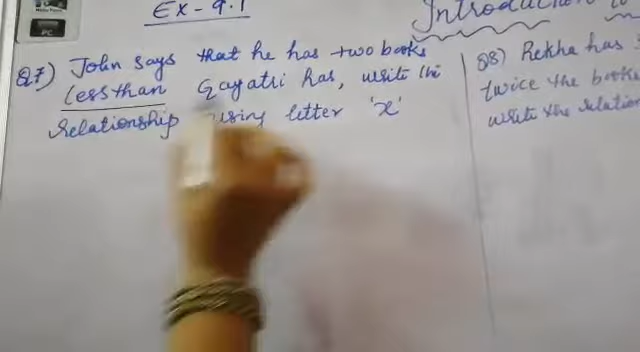 Ex - 9.1
Q7) John says that he has two books
less than Gayatri has, write the
relationship using letter 'x'
Q8) Rekha has
twice the books
write the relation
PC